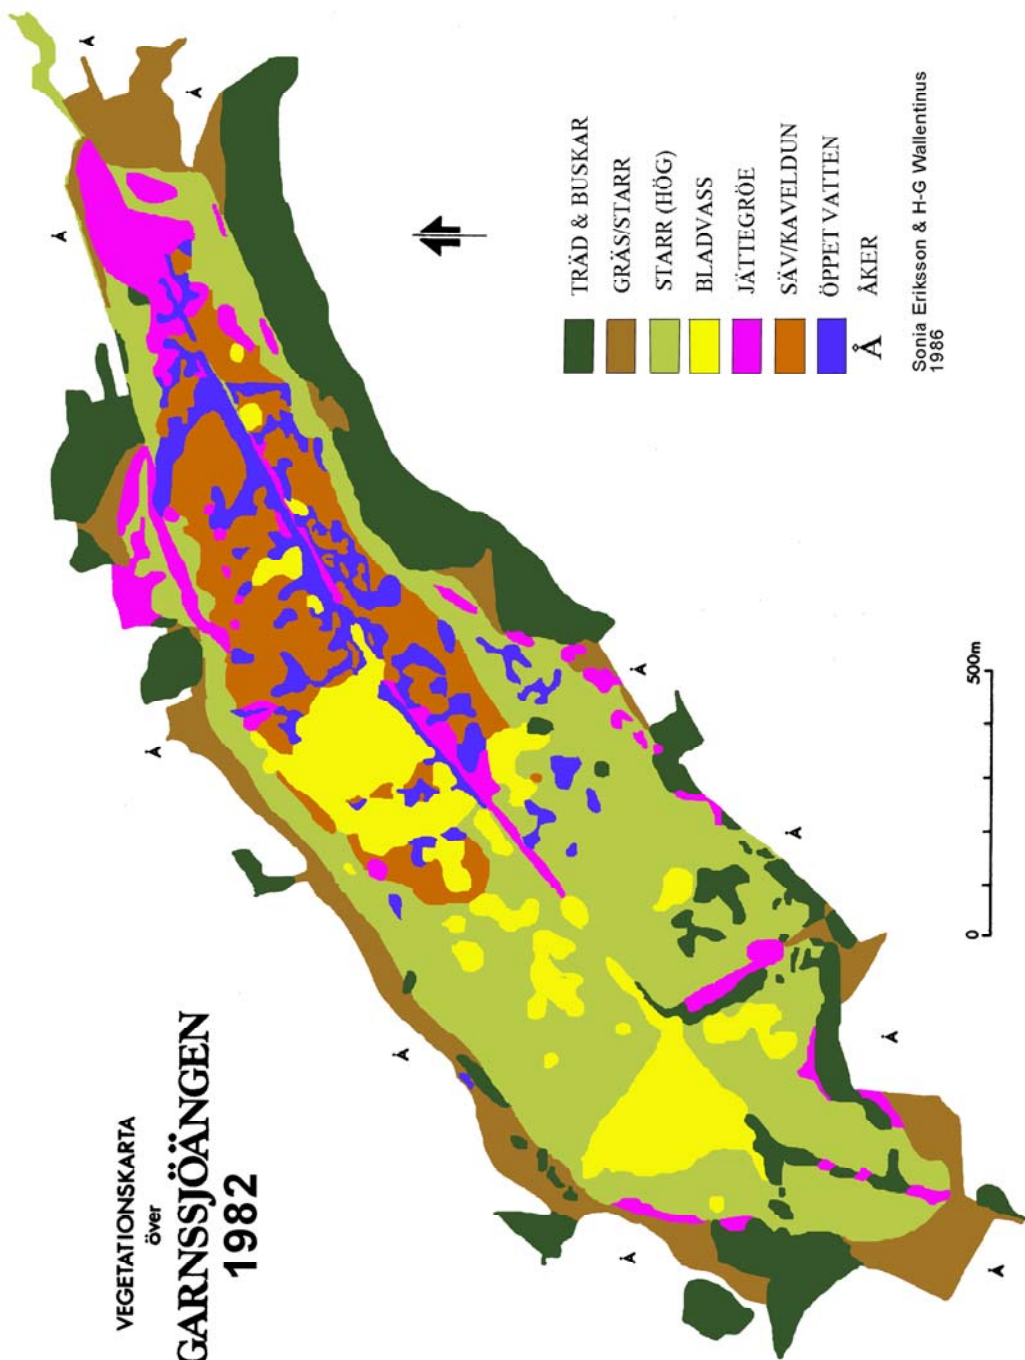 VEGETATIONSKARTA
över
GARNSSJÖÄNGEN
1982
TRÄD & BUSKAR
GRÄS/STARR
STARR (HÖG)
BLADVASS
JÄTTEGRÖE
SÄV/KAVELDUN
ÖPPET VATTEN
Å ÅKER
Sonia Eriksson & H-G Wallentinus
1986
0 500m
Å
Å
Å
Å
Å
Å
Å
Å
Å
Å